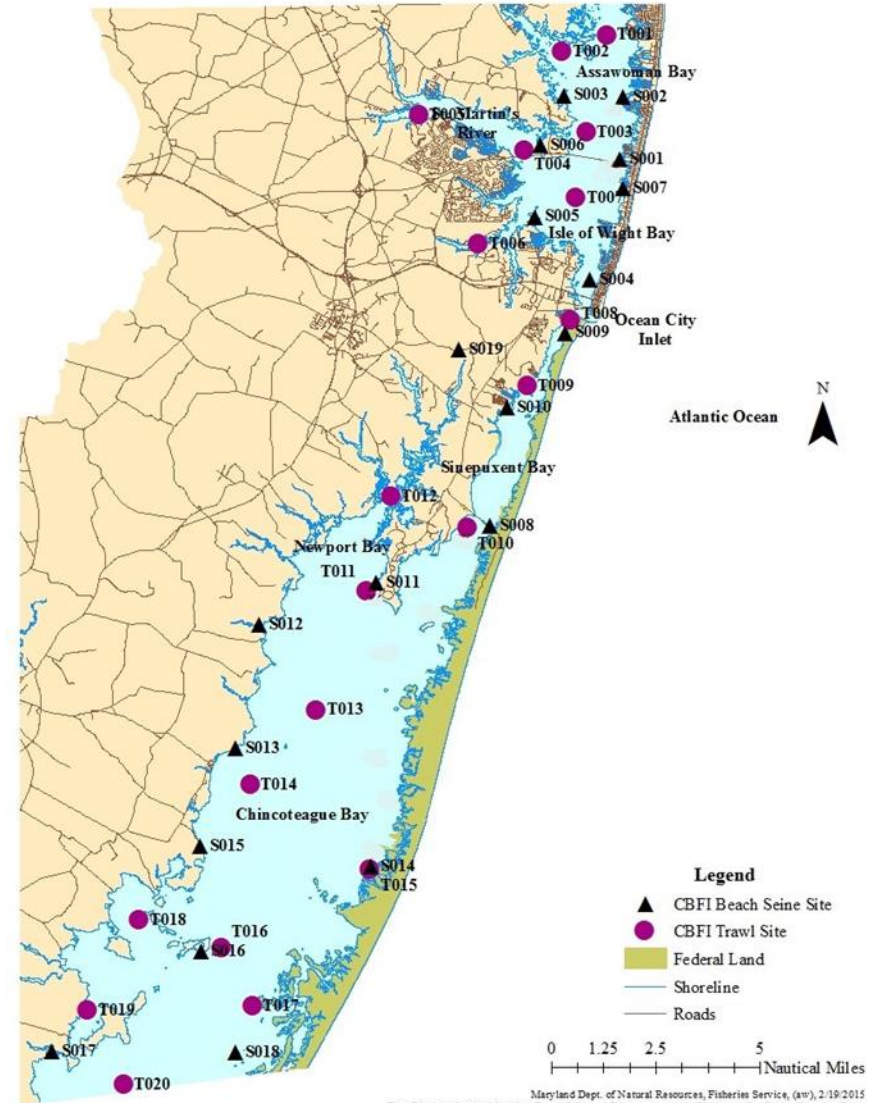 T001
T002
Assawoman Bay
S003
S002
T005
Martin's
River
T003
S006
T004
S001
S007
T007
S005
Isle of Wight Bay
T006
S004
T008
Ocean City
Inlet
S009
S019
T009
S010
N
Atlantic Ocean
Sinepuxent Bay
T012
S008
T010
Newport Bay
T011
S011
S012
T013
S013
T014
Chincoteague Bay
S015
S014
T015
T018
T016
S016
T017
T019
S017
S018
T020
Legend
CBFI Beach Seine Site
CBFI Trawl Site
Federal Land
Shoreline
Roads
0 1.25 2.5 5
Nautical Miles
Maryland Dept. of Natural Resources, Fisheries Service, (aw), 2/19/2015